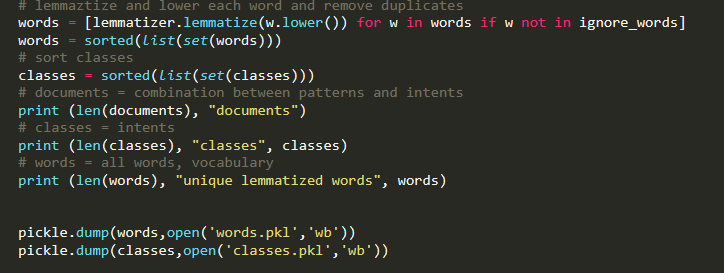 # lemmaztize and lower each word and remove duplicates
words = [lemmatizer.lemmatize(w.lower()) for w in words if w not in ignore_words]
words = sorted(list(set(words)))
# sort classes
classes = sorted(list(set(classes)))
# documents = combination between patterns and intents
print (len(documents), "documents")
# classes = intents
print (len(classes), "classes", classes)
# words = all words, vocabulary
print (len(words), "unique lemmatized words", words)
pickle.dump(words,open('words.pkl','wb'))
pickle.dump(classes,open('classes.pkl','wb'))